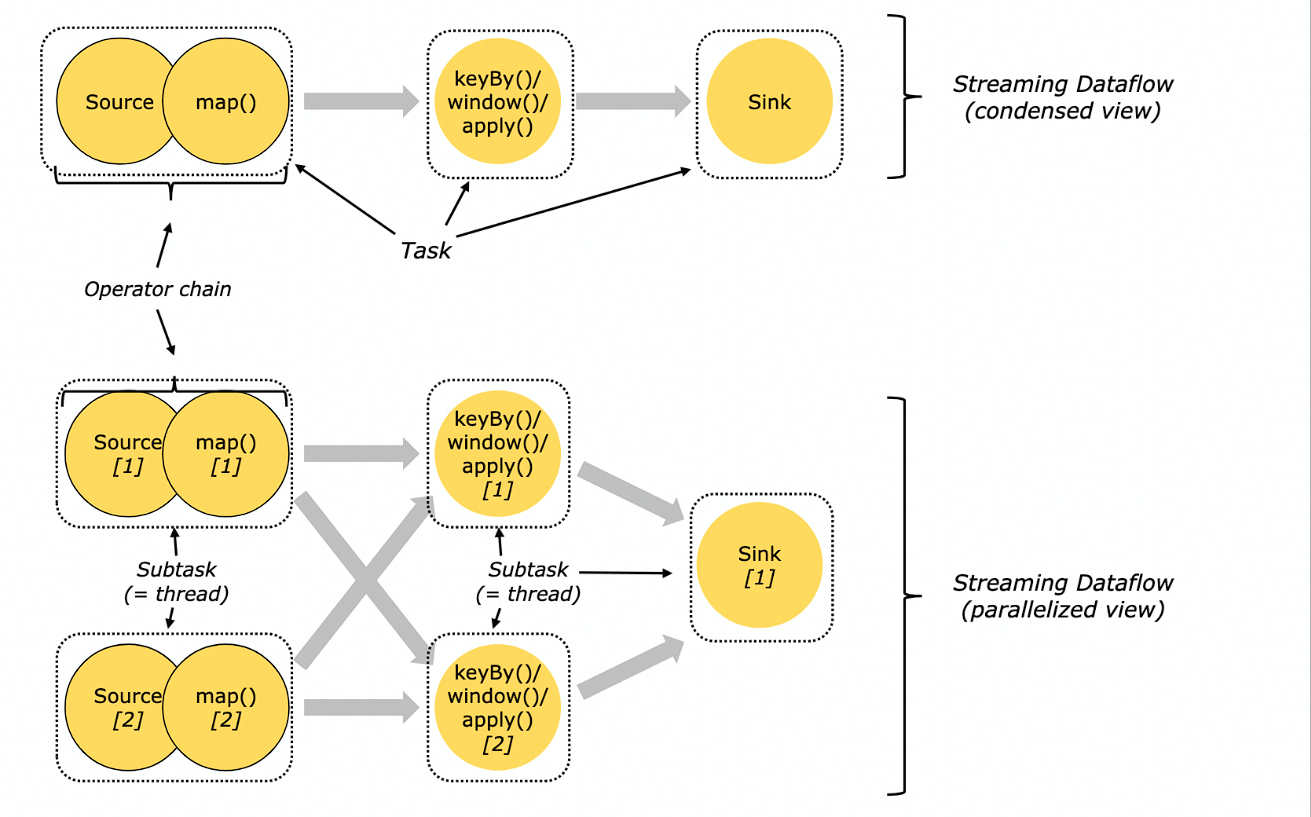 Source
map()
keyBy()/
window()/
apply()
Sink
Streaming Dataflow
(condensed view)
Task
Operator chain
Source
[1]
map()
[1]
keyBy()/
window()/
apply()
[1]
Subtask
(= thread)
Subtask
(= thread)
Sink
[1]
Streaming Dataflow
(parallelized view)
Source
[2]
map()
[2]
keyBy()/
window()/
apply()
[2]